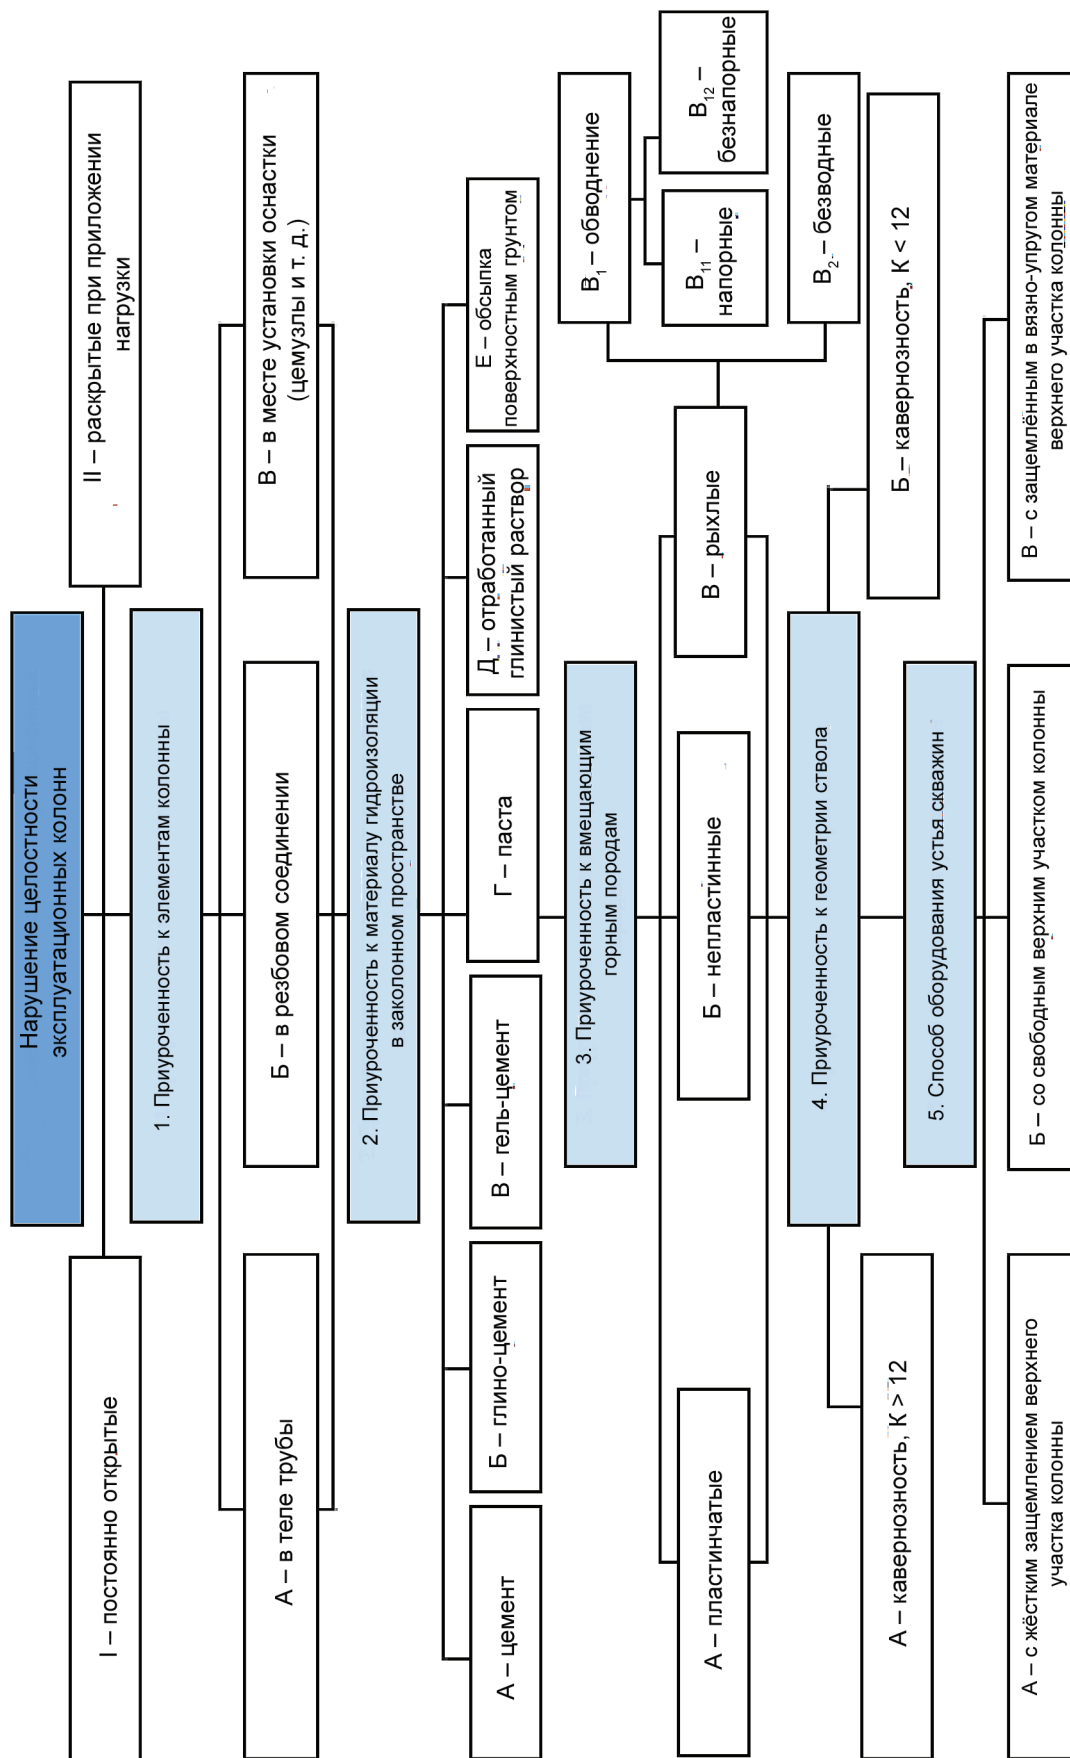 Нарушение целостности
эксплуатационных колонн
I – постоянно открытые
II – раскрытые при приложении
нагрузки
1. Приуроченность к элементам колонны
А – в теле трубы
Б – в резбовом соединении
В – в месте установки оснастки
(цемузлы и т. д.)
2. Приуроченность к материалу гидроизоляции
в заколонном пространстве
А – цемент
Б – глино-цемент
В – гель-цемент
Г – паста
Д – отработанный
глинистый раствор
Е – обсыпка
поверхностным грунтом
3. Приуроченность к вмещающим
горным породам
А – пластинчатые
Б – непластинные
В – рыхлые
В1 – обводнение
В11 –
напорные
В12 –
безнапорные
В2 – безводные
4. Приуроченность к геометрии ствола
А – кавернозность, К > 12
Б – кавернозность, К < 12
5. Способ оборудования устья скважин
А – с жёстким защемлением верхнего
участка колонны
Б – со свободным верхним участком колонны
В – с защемлённым в вязно-упругом материале
верхнего участка колонны